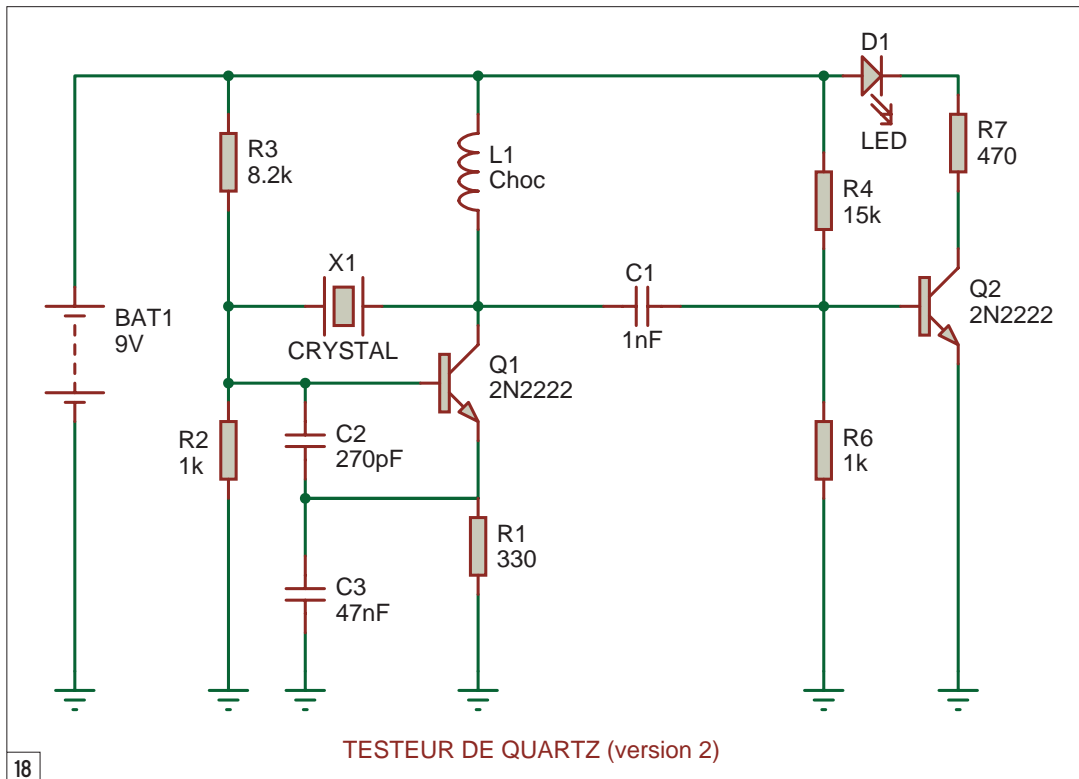 D1
LED
R3
8.2k
L1
Choc
R7
470
R4
15k
X1
CRYSTAL
C1
1nF
BAT1
9V
Q2
2N2222
Q1
2N2222
R2
1k
C2
270pF
R6
1k
R1
330
C3
47nF
TESTEUR DE QUARTZ (version 2)
18